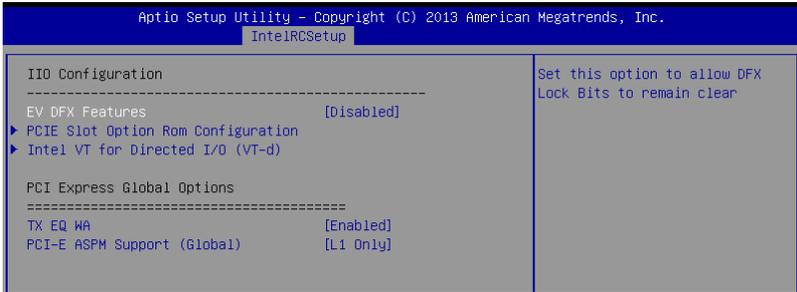 Aptio Setup Utility – Copyright (C) 2013 American Megatrends, Inc.
IntelRCSetup
IIO Configuration
--------------------------------------------------
EV DFX Features [Disabled]
PCIE Slot Option Rom Configuration
Intel VT for Directed I/O (VT-d)
PCI Express Global Options
========================================
TX EQ WA [Enabled]
PCI-E ASPM Support (Global) [L1 Only]
Set this option to allow DFX
Lock Bits to remain clear